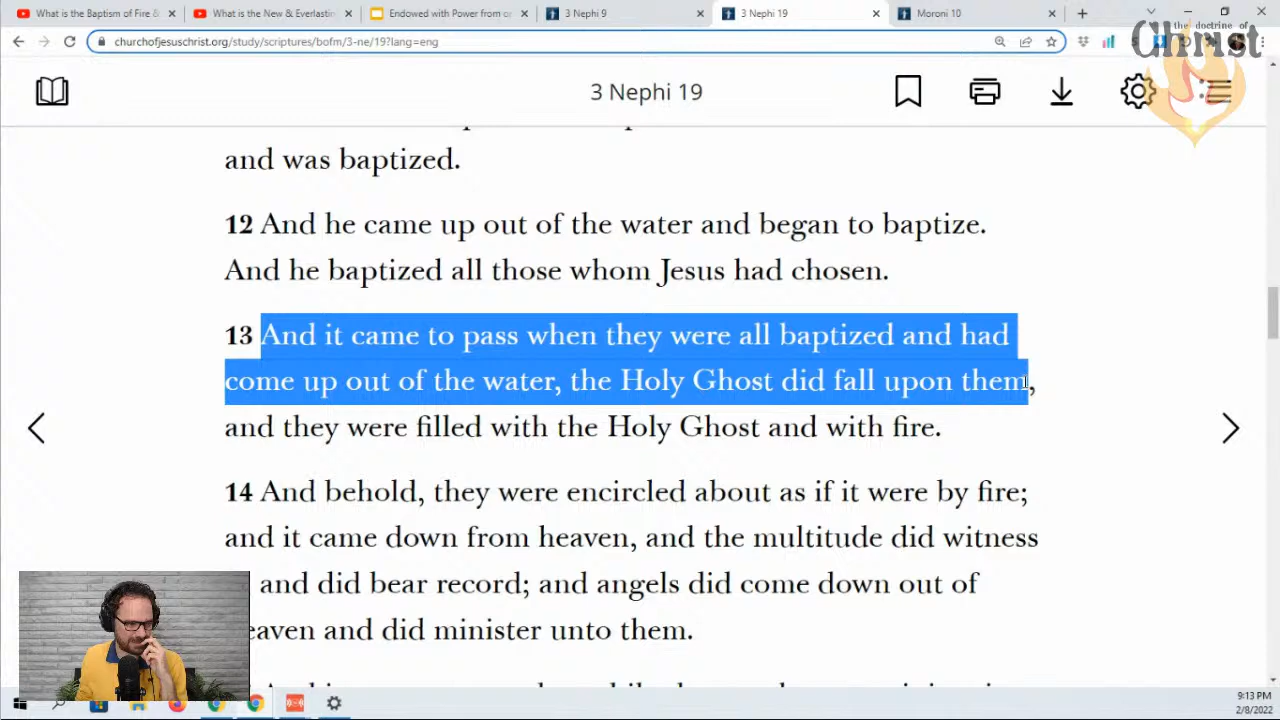 What is the Baptism of Fire &
What is the New & Everlastin
Endowed with Power from or
3 Nephi 9
3 Nephi 19
Moroni 10
the doctrine of
Christ
churchofjesuschrist.org/study/scriptures/bofm/3-ne/19?lang=eng
3 Nephi 19
and was baptized.
12 And he came up out of the water and began to baptize.
And he baptized all those whom Jesus had chosen.
13 And it came to pass when they were all baptized and had
come up out of the water, the Holy Ghost did fall upon them,
and they were filled with the Holy Ghost and with fire.
14 And behold, they were encircled about as if it were by fire;
and it came down from heaven, and the multitude did witness
and did bear record; and angels did come down out of
eaven and did minister unto them.
9:13 PM
2/8/2022